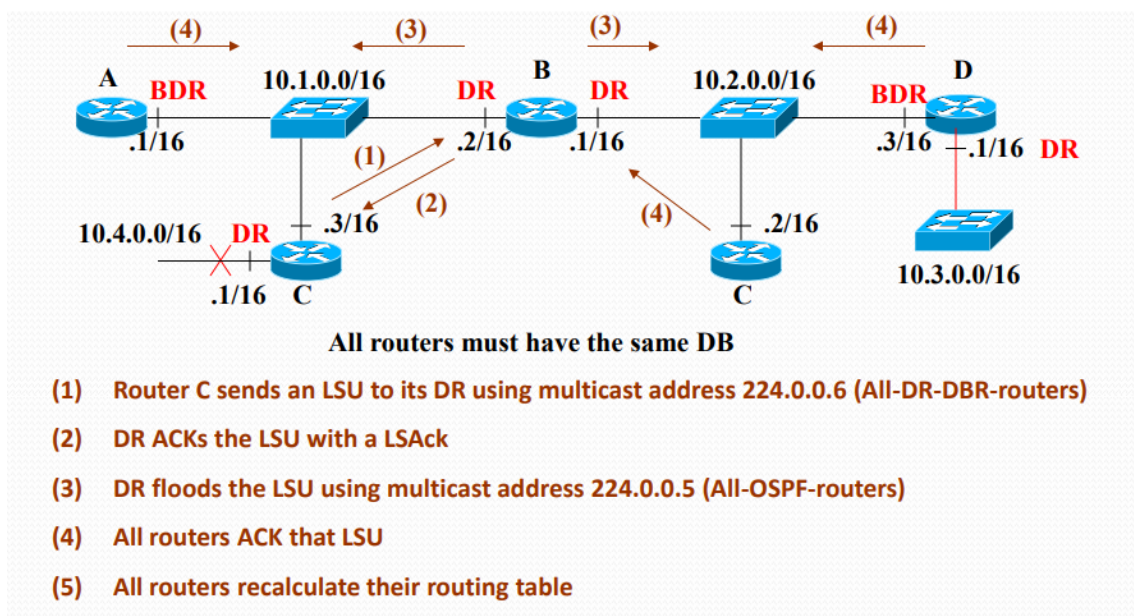 (4) (3) (3) (4)
A BDR 10.1.0.0/16 DR B DR 10.2.0.0/16 BDR D
.1/16 .2/16 .1/16 .3/16 .1/16 DR
(1)
(2)
10.4.0.0/16 DR .3/16 (4) .2/16
10.3.0.0/16
.1/16 C C
All routers must have the same DB
(1) Router C sends an LSU to its DR using multicast address 224.0.0.6 (All-DR-DBR-routers)
(2) DR ACKs the LSU with a LSAck
(3) DR floods the LSU using multicast address 224.0.0.5 (All-OSPF-routers)
(4) All routers ACK that LSU
(5) All routers recalculate their routing table